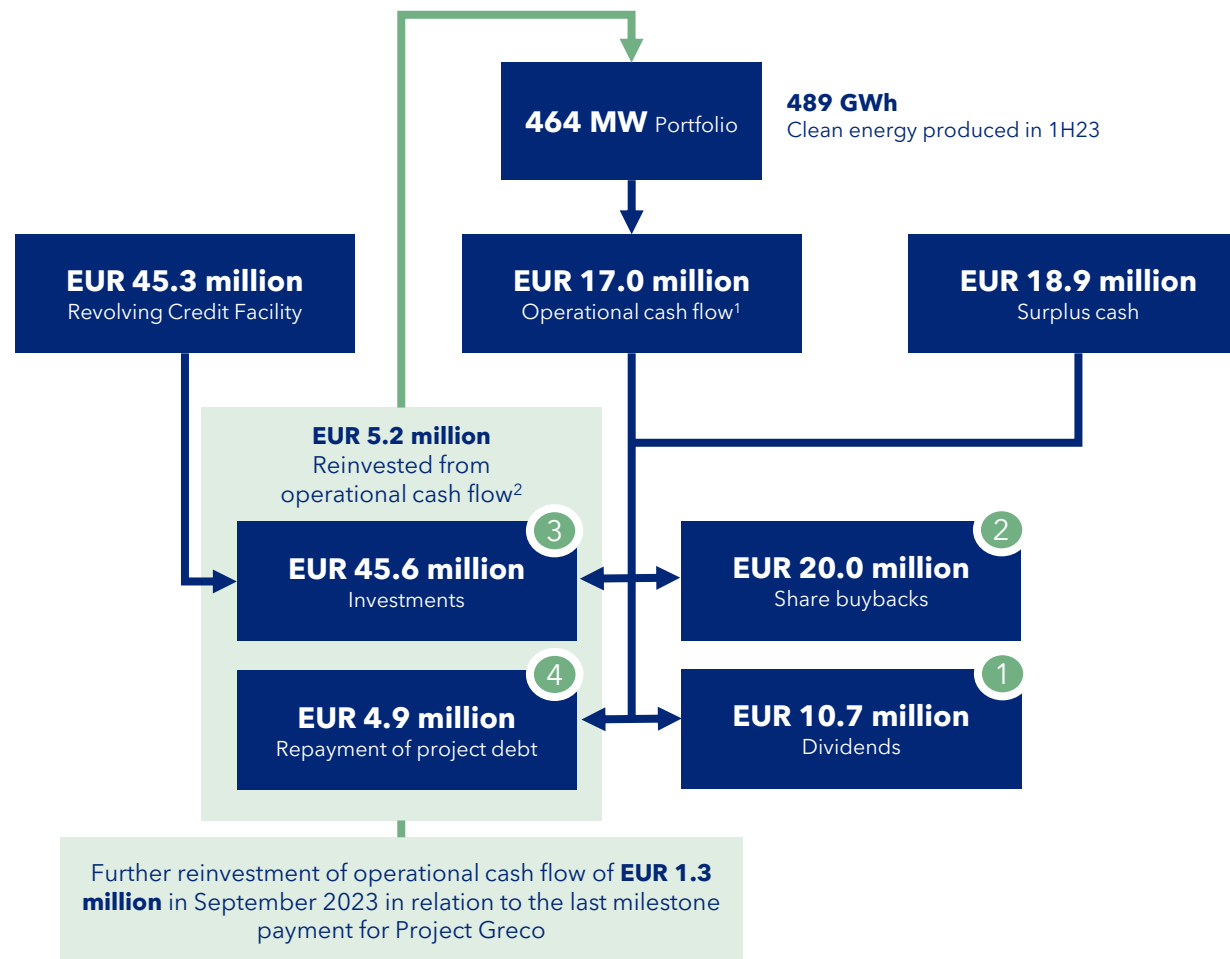 464 MW Portfolio
489 GWh
Clean energy produced in 1H23
EUR 45.3 million
Revolving Credit Facility
EUR 17.0 million
Operational cash flow¹
EUR 18.9 million
Surplus cash
EUR 5.2 million
Reinvested from
operational cash flow²
3
EUR 45.6 million
Investments
2
EUR 20.0 million
Share buybacks
4
EUR 4.9 million
Repayment of project debt
1
EUR 10.7 million
Dividends
Further reinvestment of operational cash flow of EUR 1.3
million in September 2023 in relation to the last milestone
payment for Project Greco